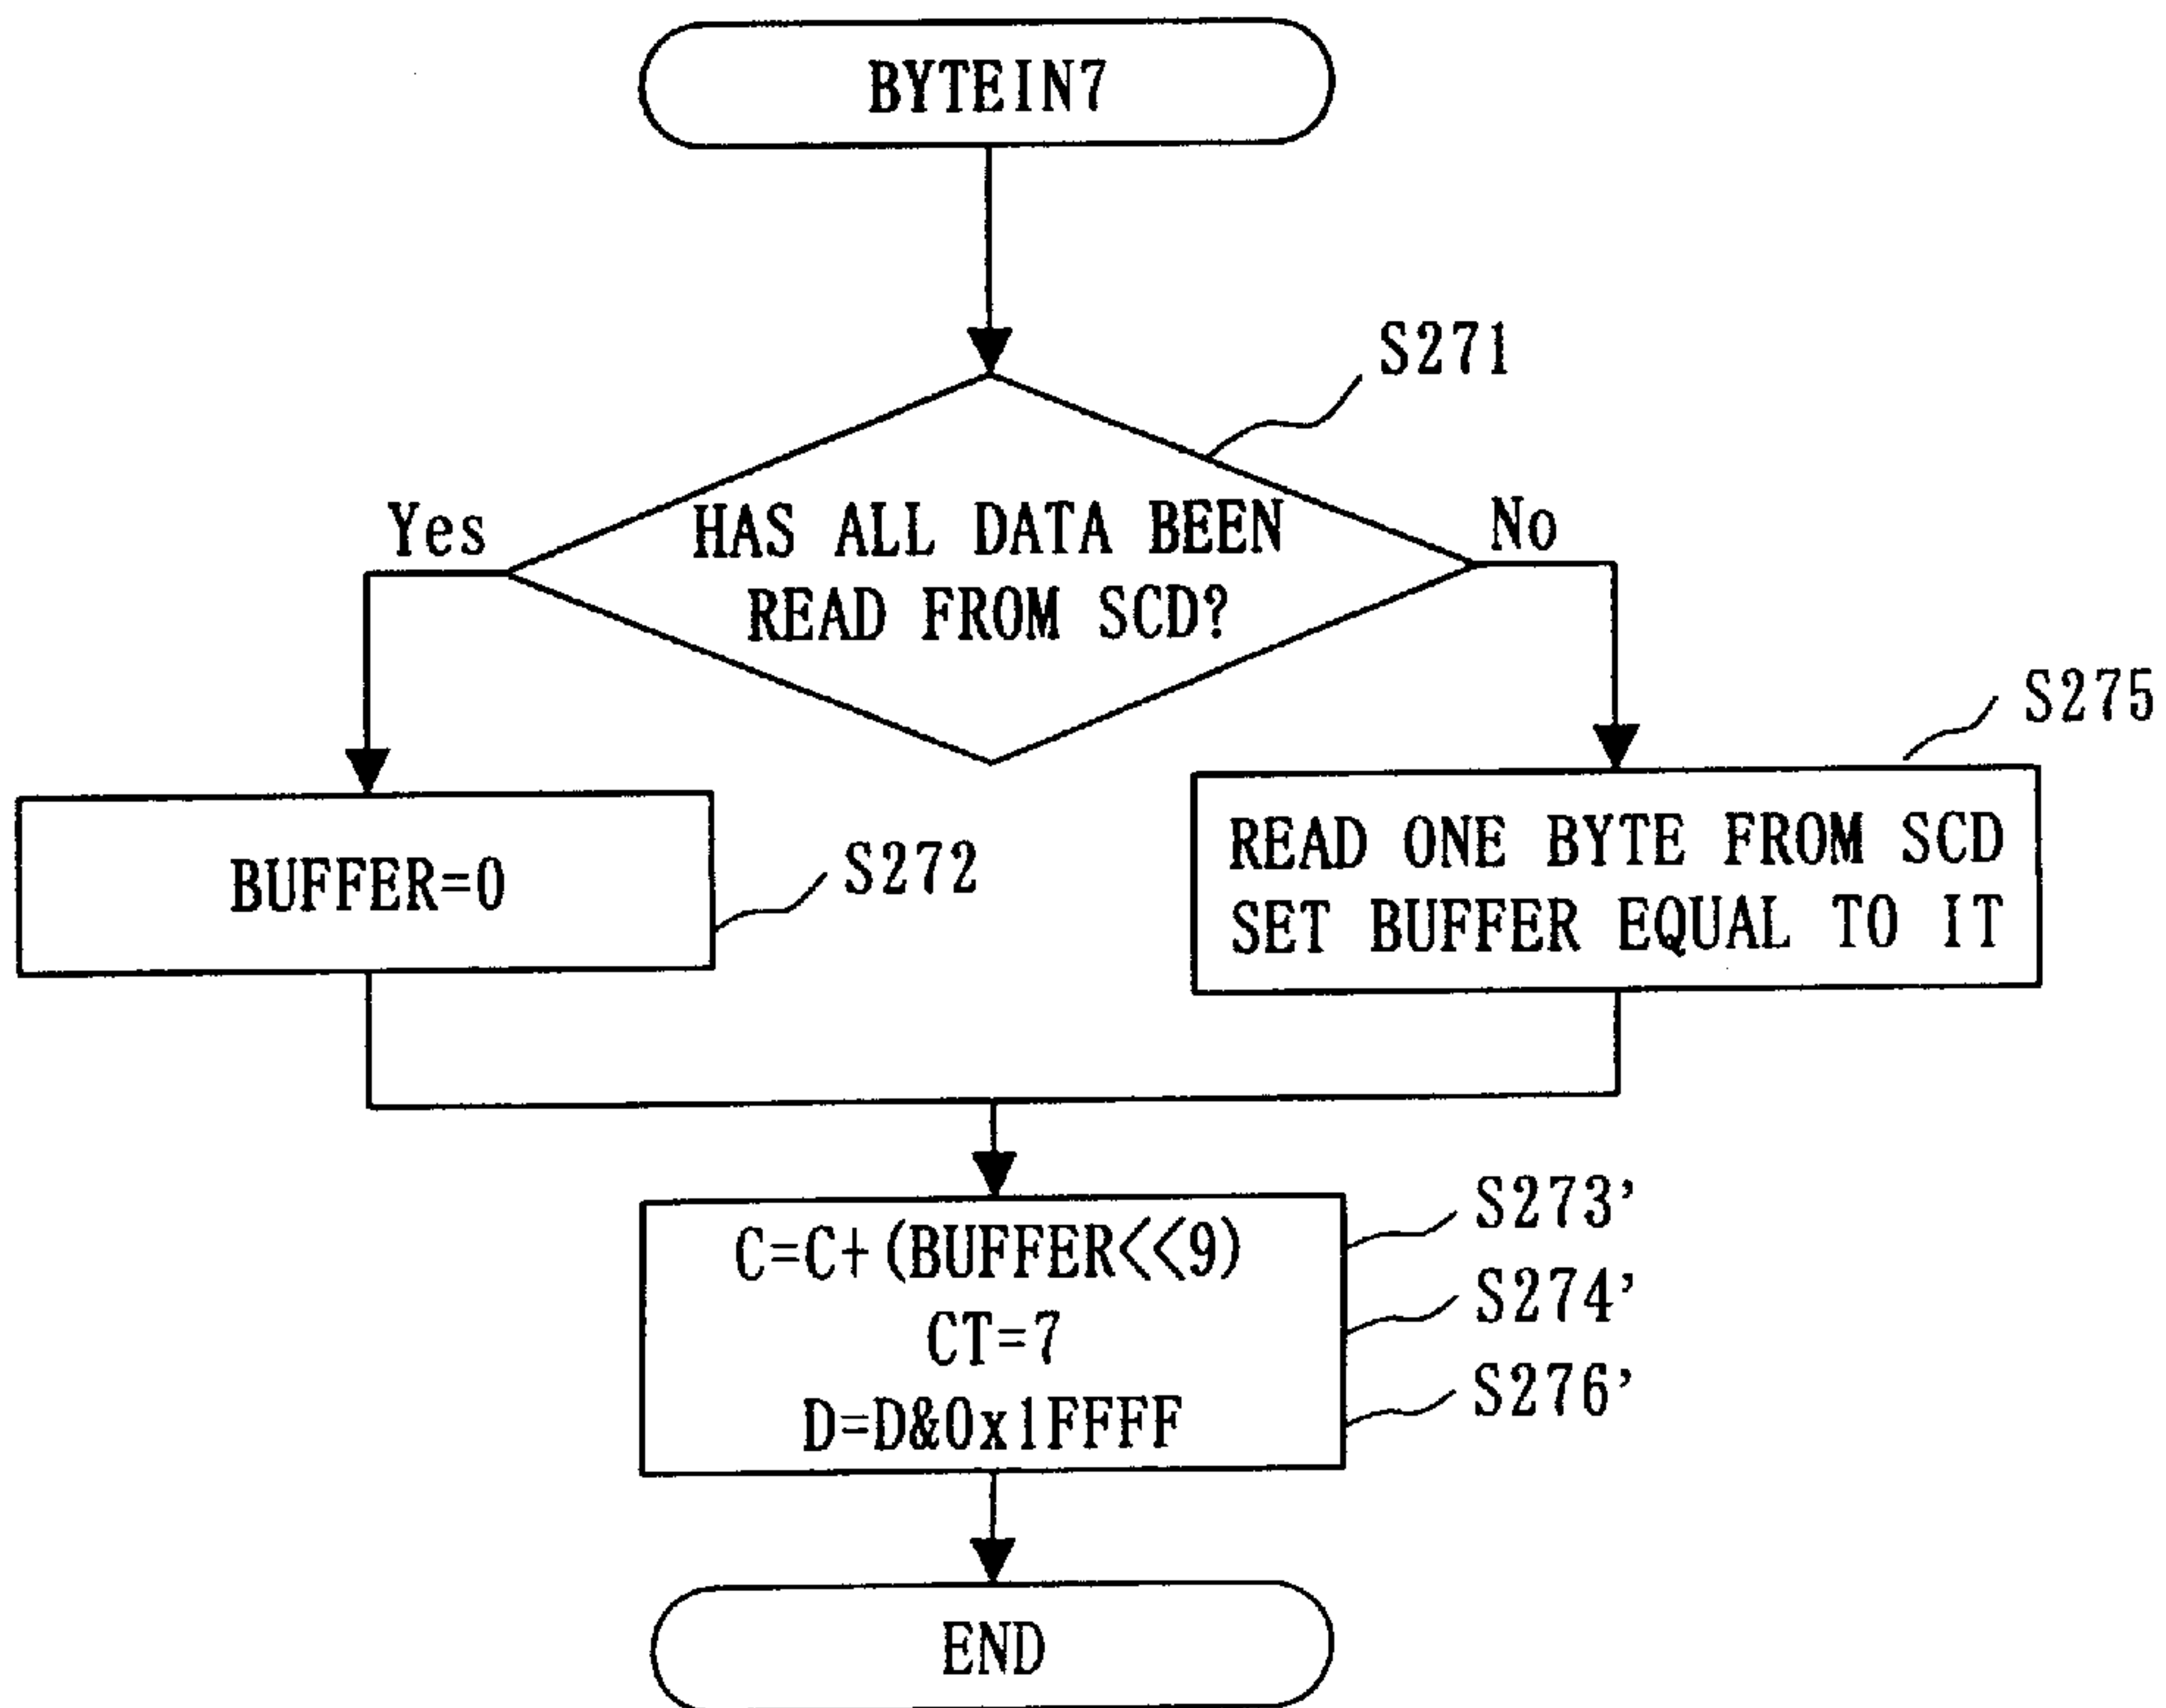 BYTEIN7
S271
Yes
HAS ALL DATA BEEN
READ FROM SCD?
No
S275
BUFFER=0
S272
READ ONE BYTE FROM SCD
SET BUFFER EQUAL TO IT
C=C+(BUFFER<<9)
S273'
CT=7
S274'
D=D&0x1FFFF
S276'
END